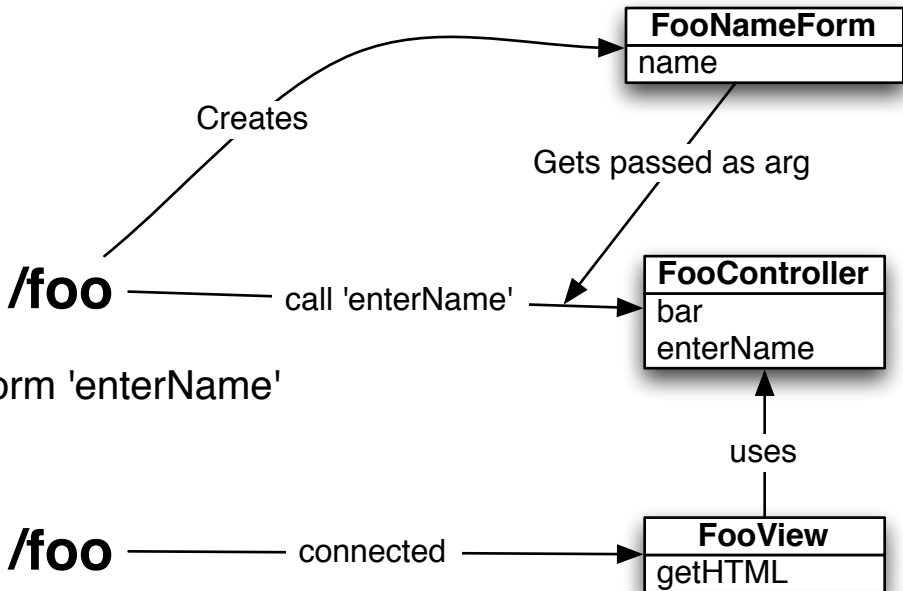 FooNameForm
name
Creates
Gets passed as arg
/foo
call 'enterName'
FooController
bar
enterName
orm 'enterName'
uses
/foo
connected
FooView
getHTML